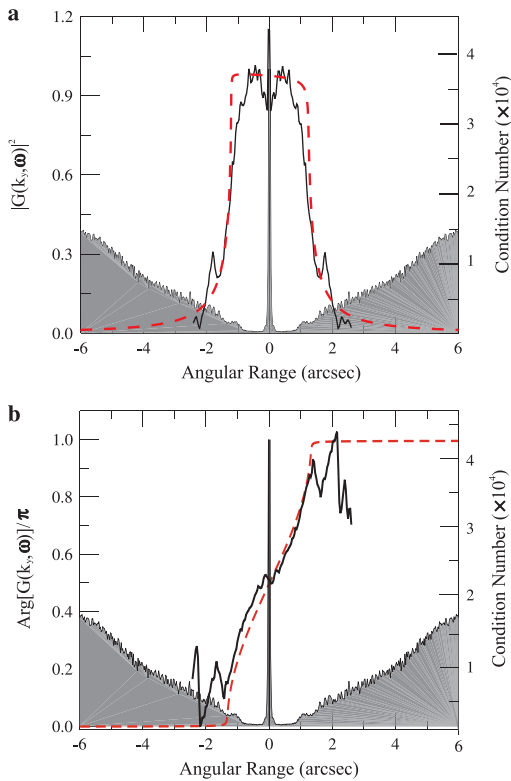 a
1.2
0.9
0.6
0.3
0.0
|G(k_y,ω)|²
4
3
2
1
Condition Number (×10⁴)
-6 -4 -2 0 2 4 6
Angular Range (arcsec)
b
1.0
0.8
0.6
0.4
0.2
0.0
Arg[G(k_y,ω)]/π
4
3
2
1
Condition Number (×10⁴)
-6 -4 -2 0 2 4 6
Angular Range (arcsec)